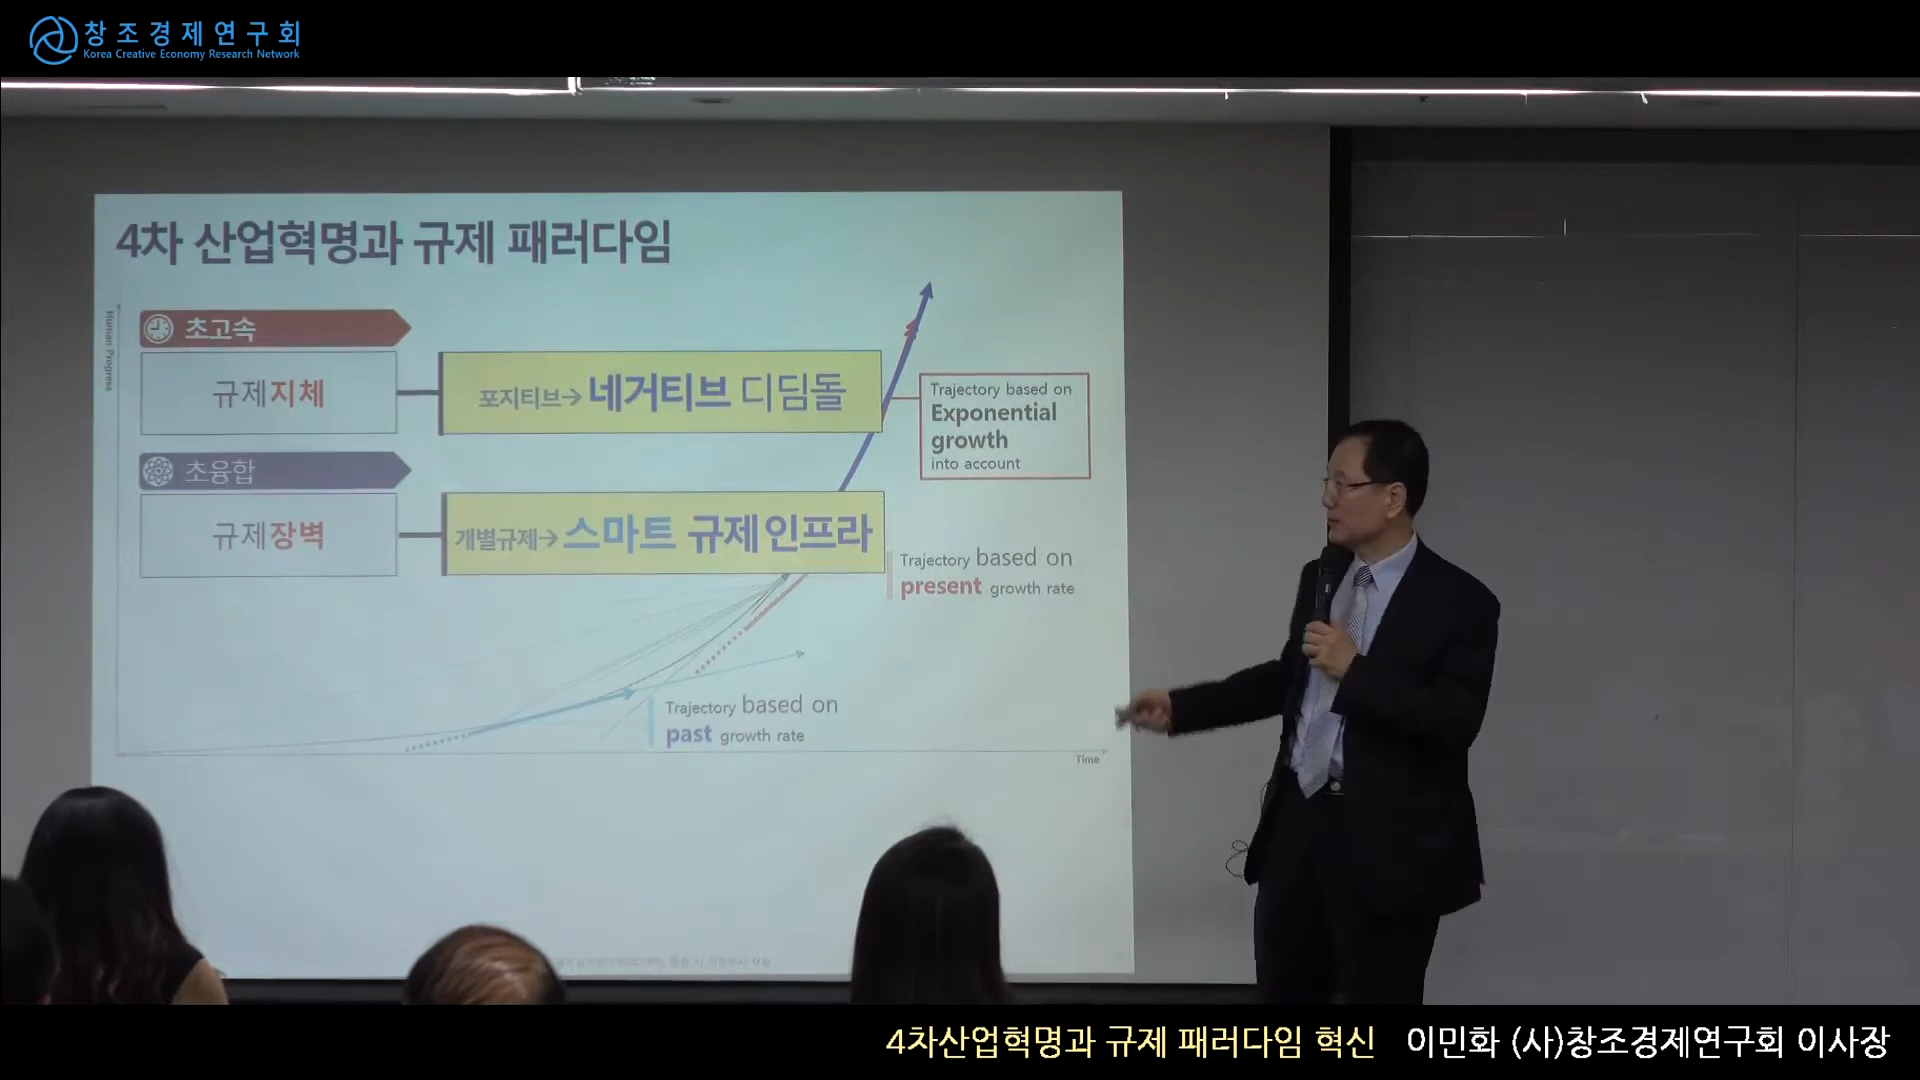 창조경제연구회
Korea Creative Economy Research Network
4차 산업혁명과 규제 패러다임
Human Progress
초고속
규제지체
포지티브→ 네거티브 디딤돌
Trajectory based on
Exponential
growth
into account
초융합
규제장벽
개별규제→ 스마트 규제인프라
Trajectory based on
present growth rate
Trajectory based on
past growth rate
Time
4차산업혁명과 규제 패러다임 혁신 이민화 (사)창조경제연구회 이사장